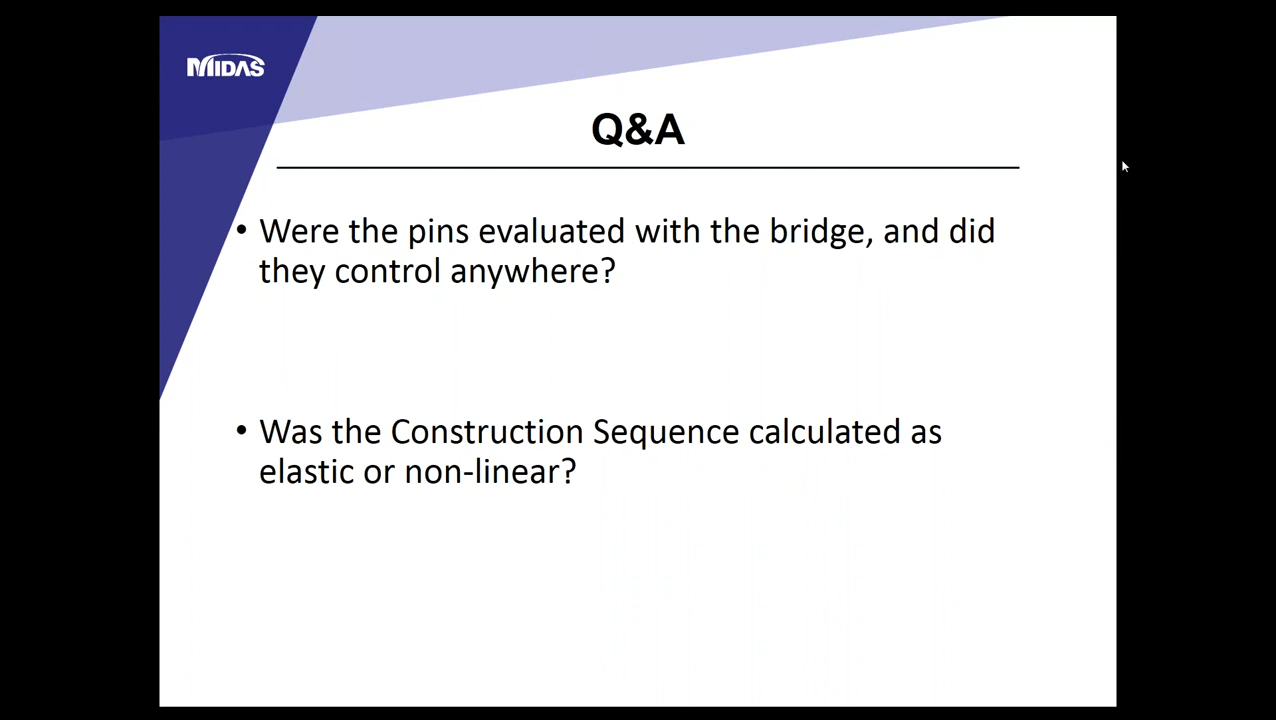 MIDAS
Q&A
• Were the pins evaluated with the bridge, and did
they control anywhere?
• Was the Construction Sequence calculated as
elastic or non-linear?